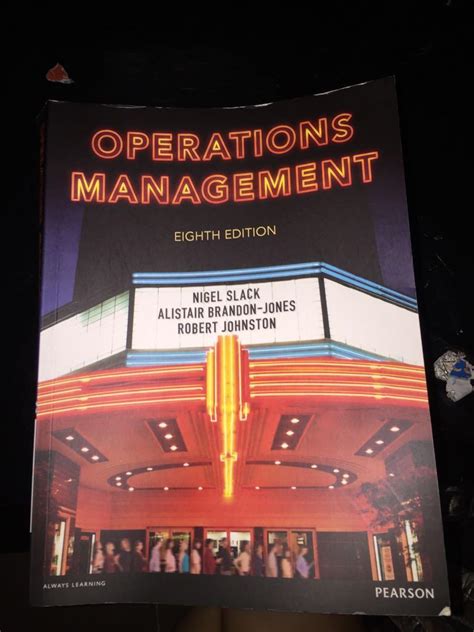 OPERATIONS
MANAGEMENT
EIGHTH EDITION
NIGEL SLACK
ALISTAIR BRANDON-JONES
ROBERT JOHNSTON
ALWAYS LEARNING
PEARSON